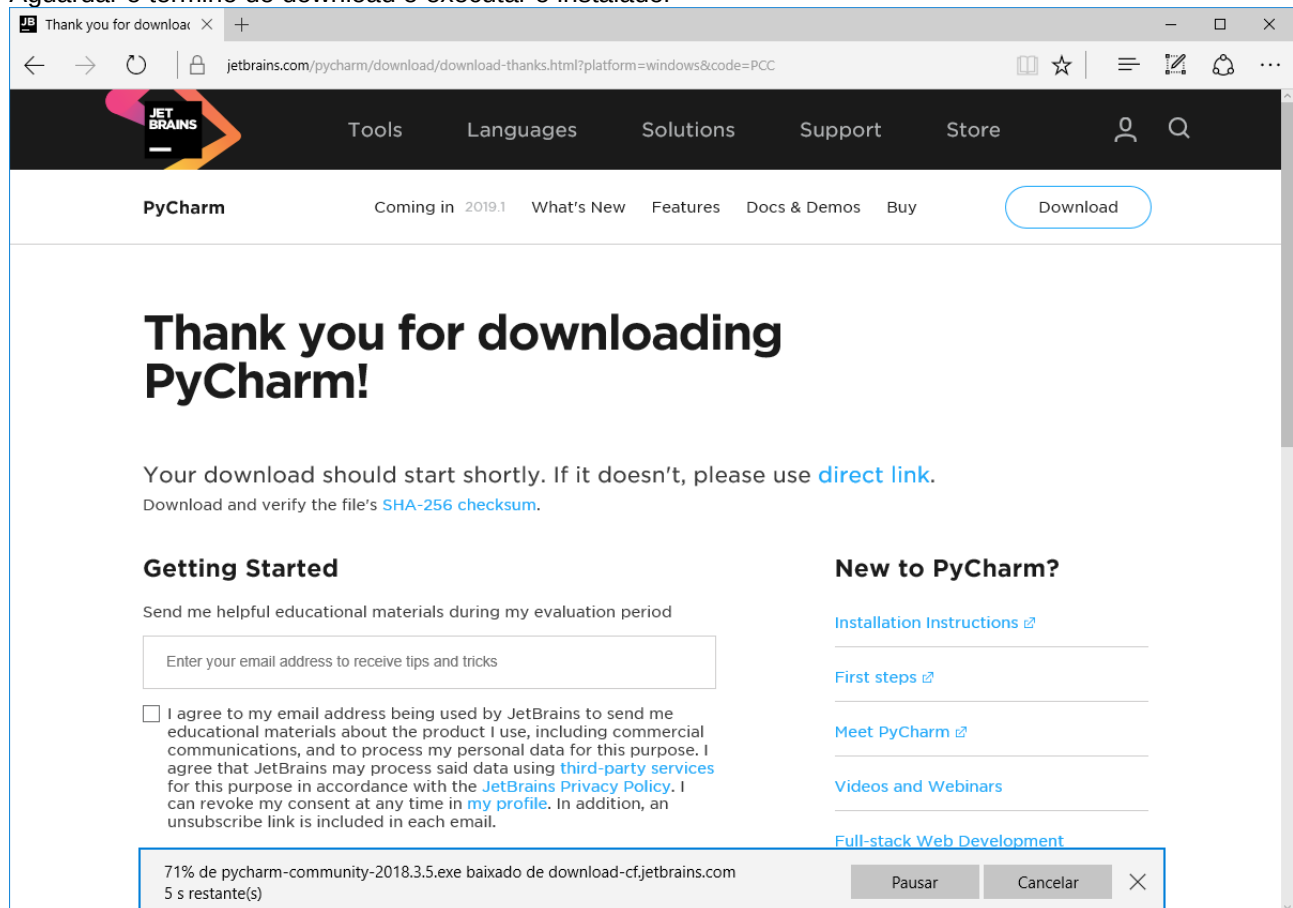 Aguardar o término do download e executar o instalador
Thank you for download
jetbrains.com/pycharm/download/download-thanks.html?platform=windows&code=PCC
JET
BRAINS
Tools Languages Solutions Support Store
PyCharm Coming in 2019.1 What's New Features Docs & Demos Buy Download
Thank you for downloading
PyCharm!
Your download should start shortly. If it doesn't, please use direct link.
Download and verify the file's SHA-256 checksum.
Getting Started
Send me helpful educational materials during my evaluation period
Enter your email address to receive tips and tricks
I agree to my email address being used by JetBrains to send me
educational materials about the product I use, including commercial
communications, and to process my personal data for this purpose. I
agree that JetBrains may process said data using third-party services
for this purpose in accordance with the JetBrains Privacy Policy. I
can revoke my consent at any time in my profile. In addition, an
unsubscribe link is included in each email.
New to PyCharm?
Installation Instructions
First steps
Meet PyCharm
Videos and Webinars
Full-stack Web Development
71% de pycharm-community-2018.3.5.exe baixado de download-cf.jetbrains.com
5 s restante(s)
Pausar Cancelar